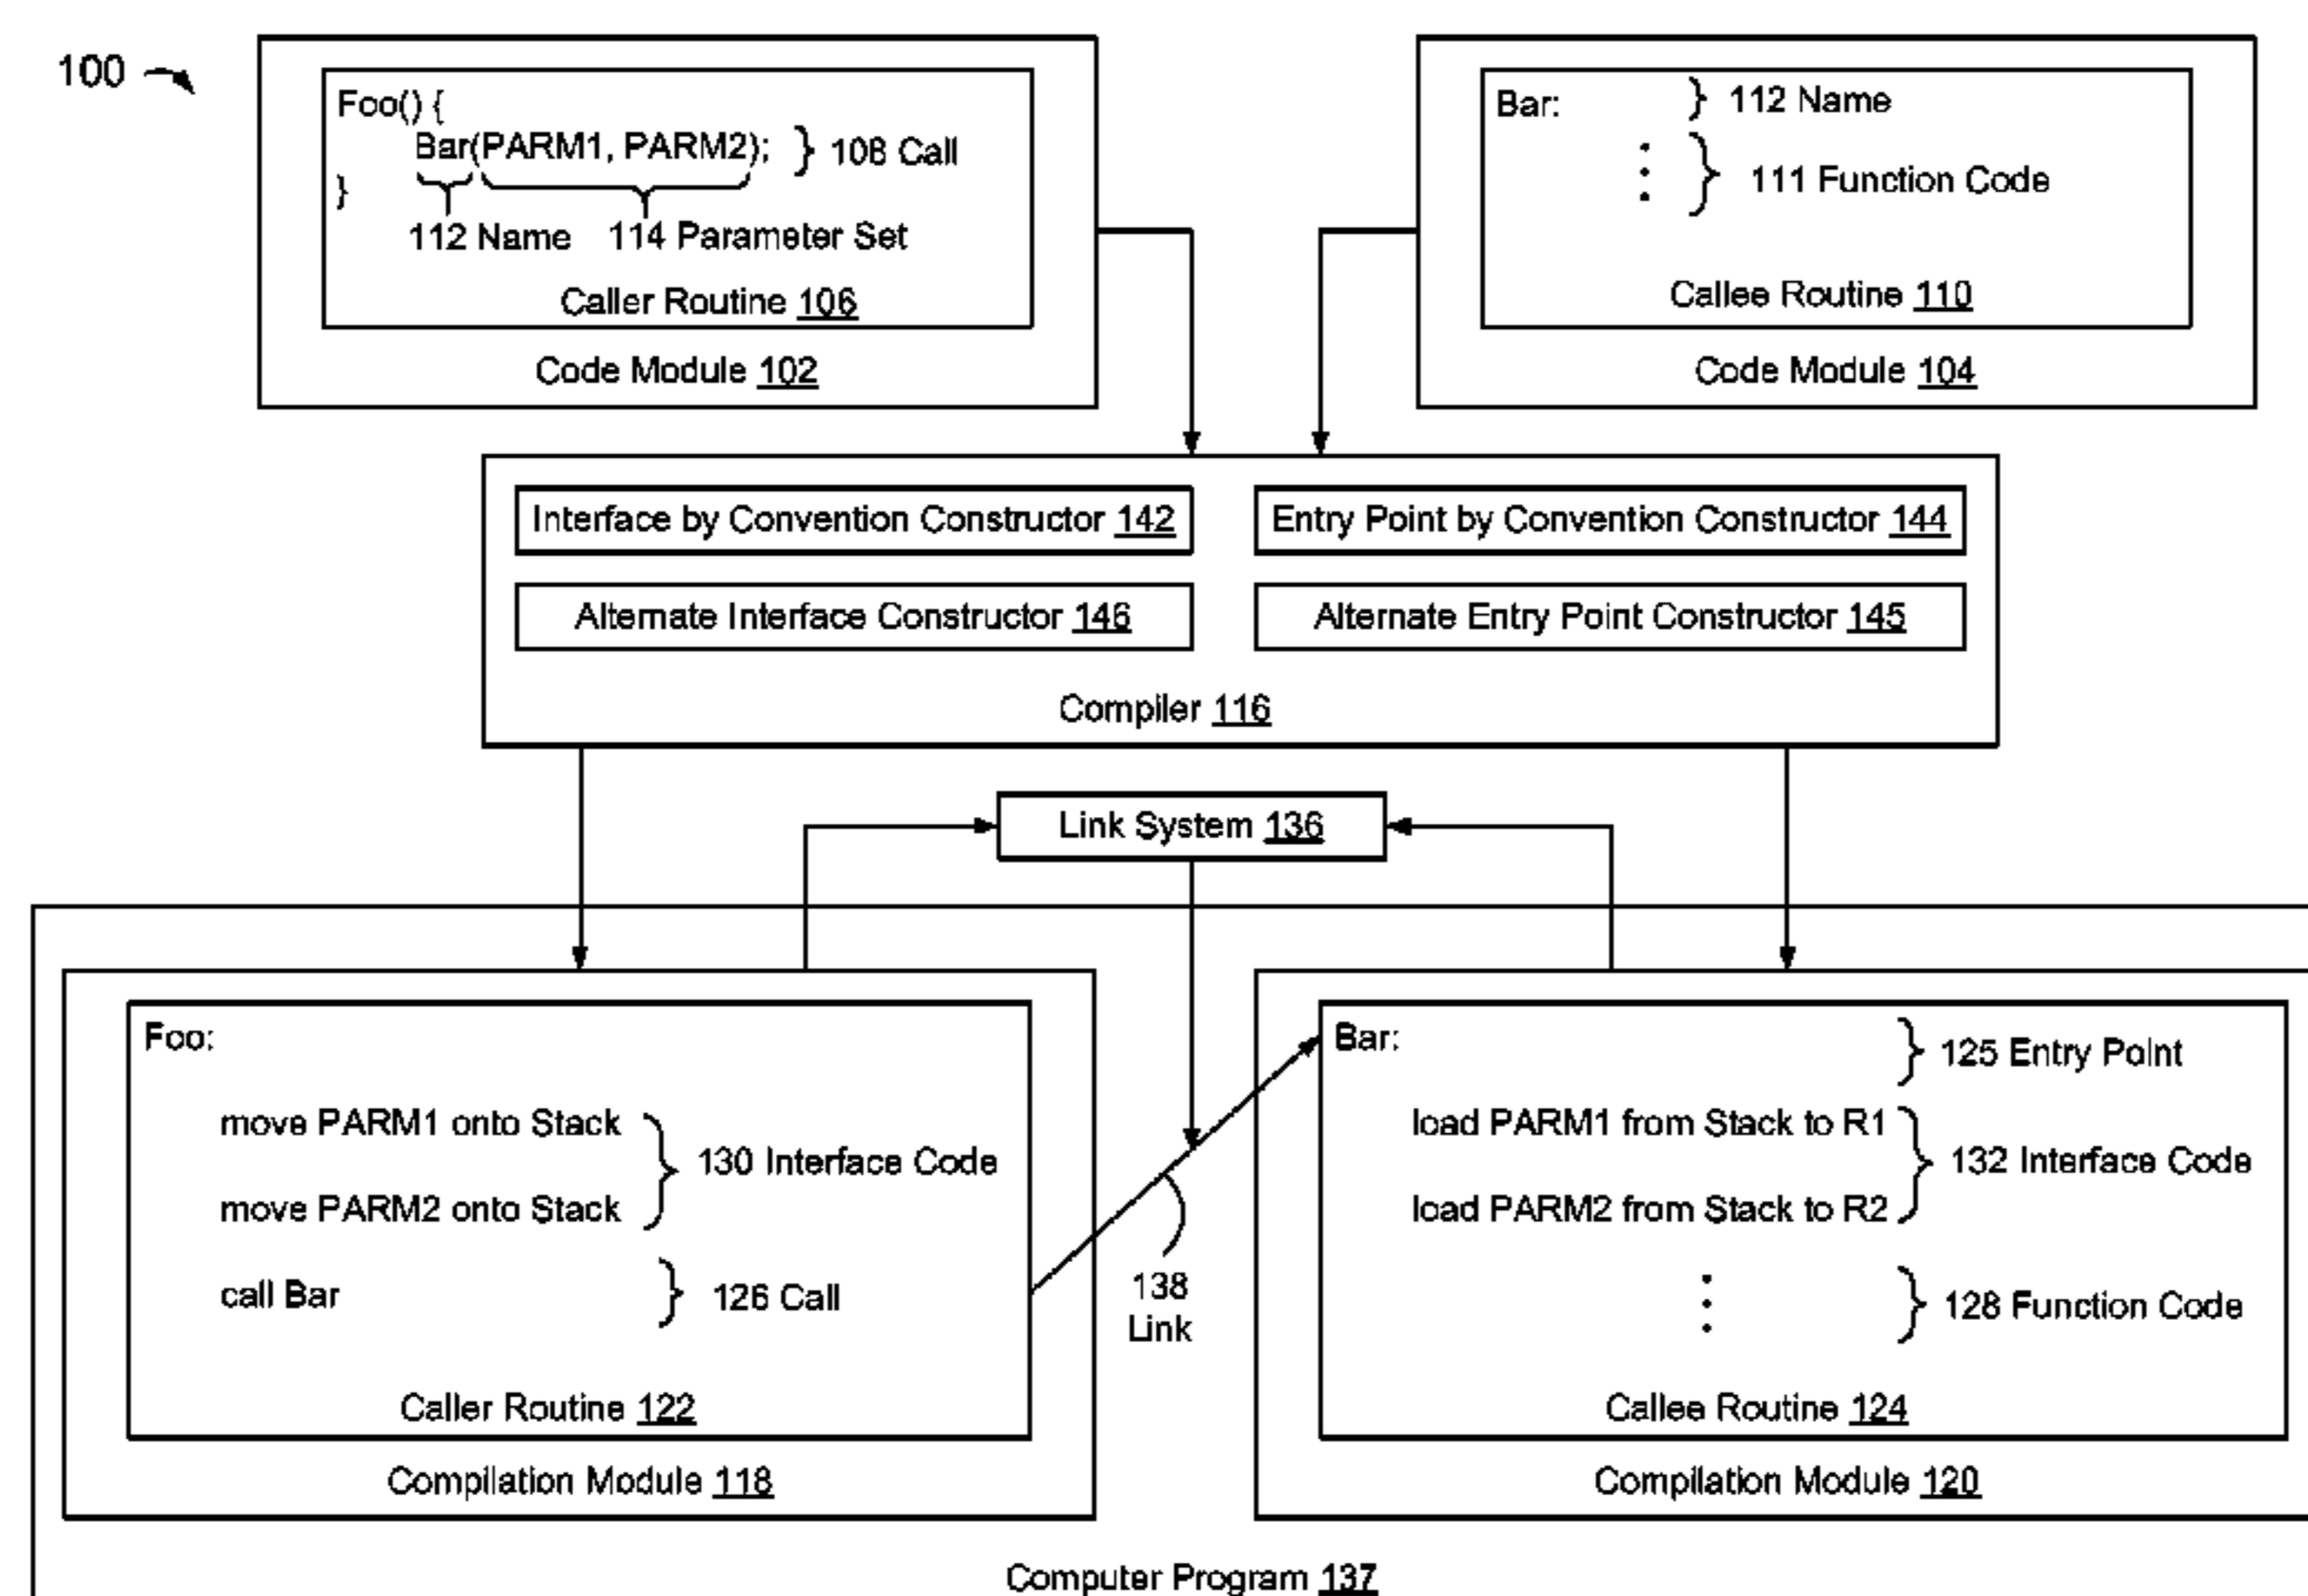 100
Foo() {
Bar(PARM1, PARM2);
} 108 Call
}
112 Name
114 Parameter Set
Caller Routine 106
Code Module 102
Bar:
} 112 Name
} 111 Function Code
Callee Routine 110
Code Module 104
Interface by Convention Constructor 142
Entry Point by Convention Constructor 144
Alternate Interface Constructor 146
Alternate Entry Point Constructor 145
Compiler 116
Link System 136
Foo:
move PARM1 onto Stack
move PARM2 onto Stack
} 130 Interface Code
call Bar
} 126 Call
Caller Routine 122
Compilation Module 118
138
Link
Bar:
} 125 Entry Point
load PARM1 from Stack to R1
load PARM2 from Stack to R2
} 132 Interface Code
} 128 Function Code
Callee Routine 124
Compilation Module 120
Computer Program 137